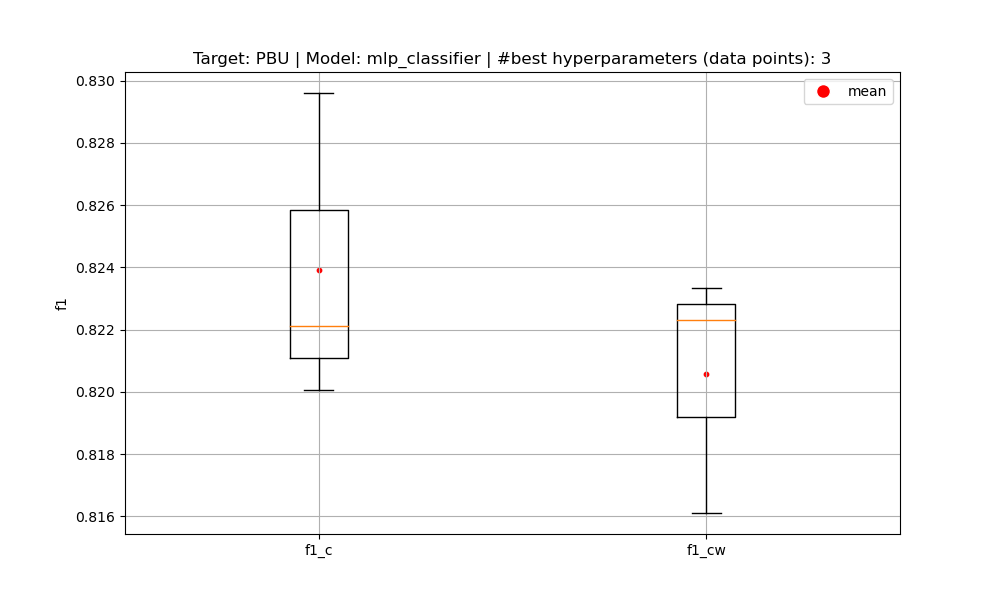 Target: PBU | Model: mlp_classifier | #best hyperparameters (data points): 3
mean
0.830
0.828
0.826
0.824
0.822
0.820
0.818
0.816
f1
f1_c
f1_cw